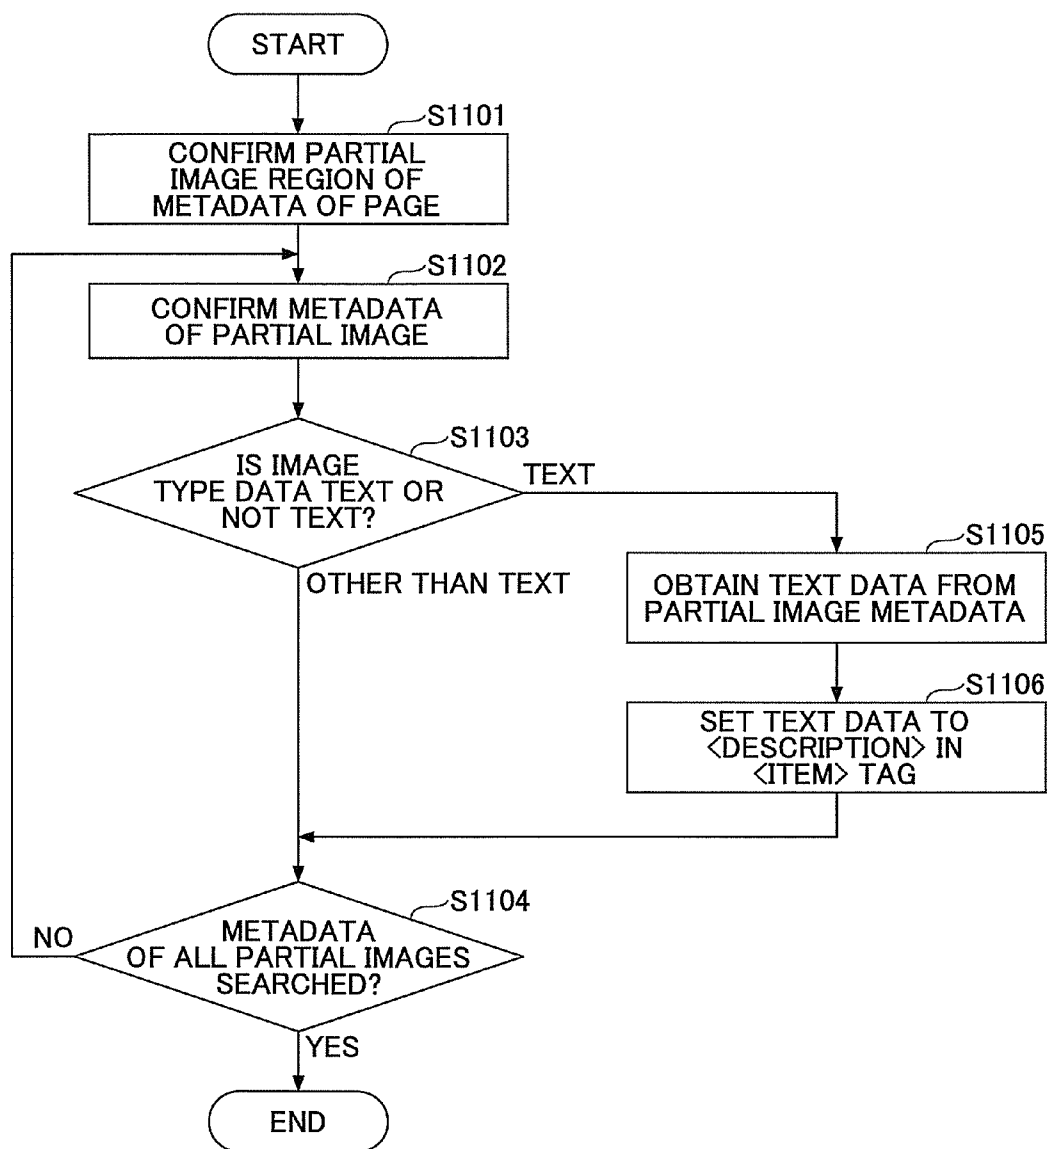 START
S1101
CONFIRM PARTIAL
IMAGE REGION OF
METADATA OF PAGE
S1102
CONFIRM METADATA
OF PARTIAL IMAGE
S1103
IS IMAGE
TYPE DATA TEXT OR
NOT TEXT?
TEXT
OTHER THAN TEXT
S1105
OBTAIN TEXT DATA FROM
PARTIAL IMAGE METADATA
S1106
SET TEXT DATA TO
<DESCRIPTION> IN
<ITEM> TAG
S1104
METADATA
OF ALL PARTIAL IMAGES
SEARCHED?
NO
YES
END